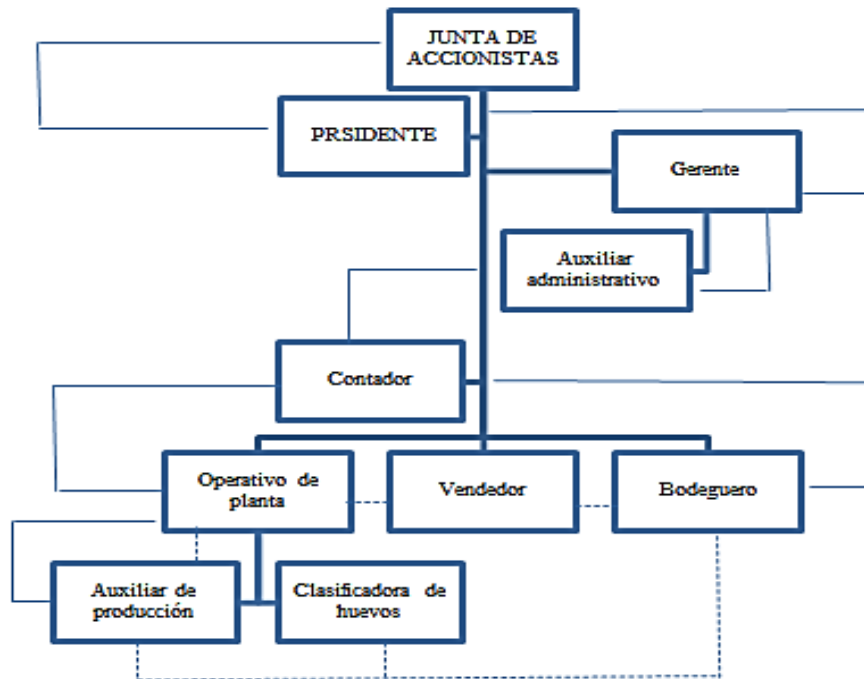 JUNTA DE
ACCIONISTAS
PRSIDENTE
Gerente
Auxiliar
administrativo
Contador
Operativo de
planta
Vendedor
Bodeguero
Auxiliar de
producción
Clasificadora de
huevos